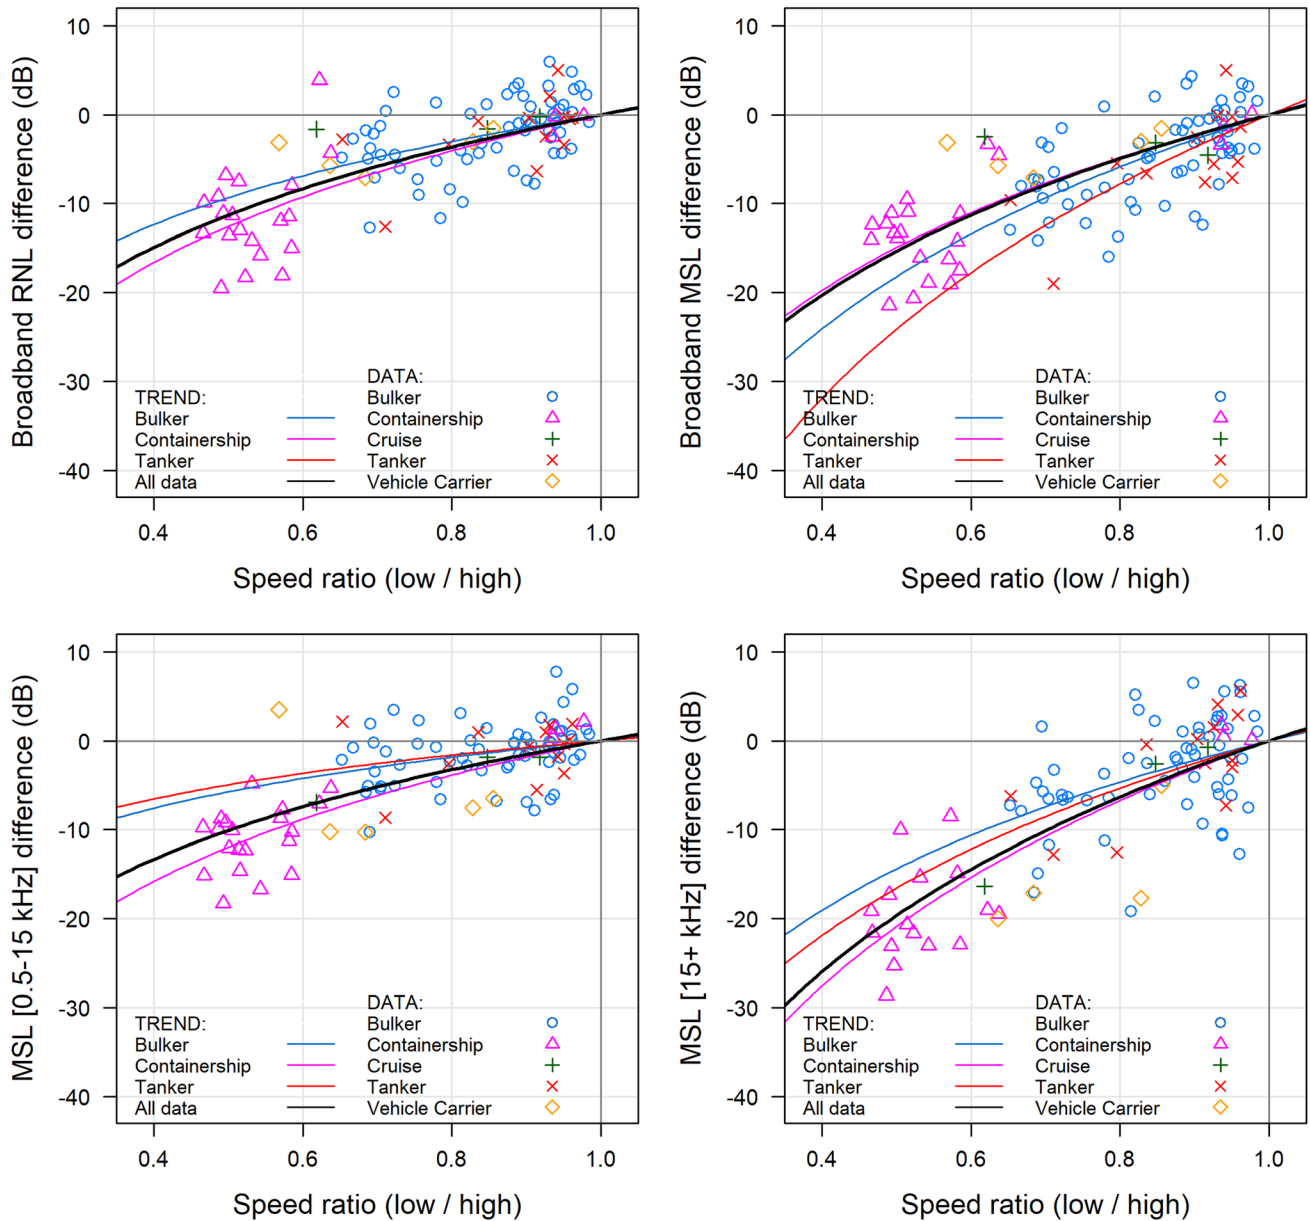 Broadband RNL difference (dB)
10
0
-10
-20
-30
-40
DATA:
TREND: Bulker
Bulker Containership
Containership Cruise
Tanker Tanker
All data Vehicle Carrier
0.4 0.6 0.8 1.0
Speed ratio (low / high)
Broadband MSL difference (dB)
10
0
-10
-20
-30
-40
DATA:
TREND: Bulker
Bulker Containership
Containership Cruise
Tanker Tanker
All data Vehicle Carrier
0.4 0.6 0.8 1.0
Speed ratio (low / high)
MSL [0.5-15 kHz] difference (dB)
10
0
-10
-20
-30
-40
DATA:
TREND: Bulker
Bulker Containership
Containership Cruise
Tanker Tanker
All data Vehicle Carrier
0.4 0.6 0.8 1.0
Speed ratio (low / high)
MSL [15+ kHz] difference (dB)
10
0
-10
-20
-30
-40
DATA:
TREND: Bulker
Bulker Containership
Containership Cruise
Tanker Tanker
All data Vehicle Carrier
0.4 0.6 0.8 1.0
Speed ratio (low / high)